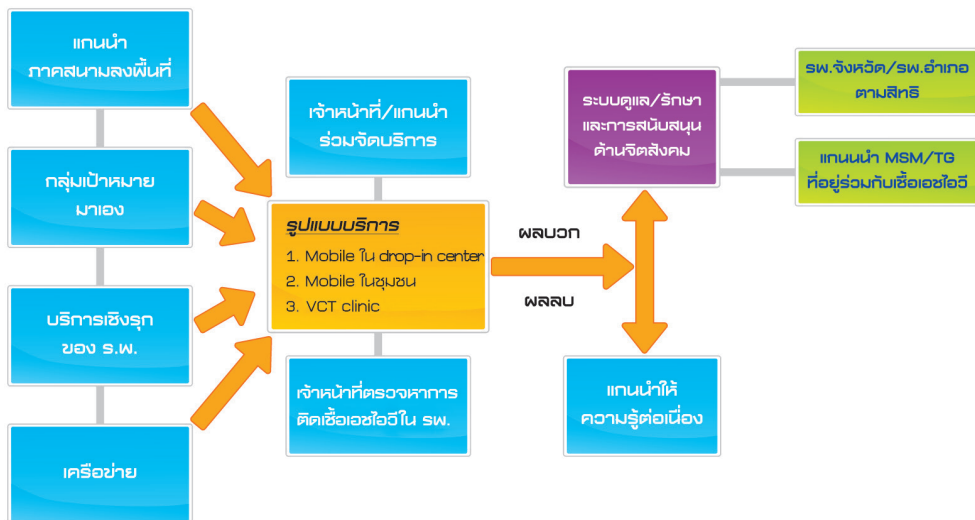 แกนนำ
ภาคสนามลงพื้นที่
กลุ่มเป้าหมาย
มาเอง
บริการเชิงรุก
ของ ร.พ.
เครือข่าย
เจ้าหน้าที่/แกนนำ
ร่วมจัดบริการ
รูปแบบบริการ
1. Mobile ใน drop-in center
2. Mobile ในชุมชน
3. VCT clinic
เจ้าหน้าที่ตรวจหาการ
ติดเชื้อเอชไอวีใน รพ.
ผลบวก
ผลลบ
ระบบดูแล/รักษา
และการสนับสนุน
ด้านจิตสังคม
แกนนำให้
ความรู้ต่อเนื่อง
รพ.จังหวัด/รพ.อำเภอ
ตามสิทธิ
แกนนนำ MSM/TG
ที่อยู่ร่วมกับเชื้อเอชไอวี